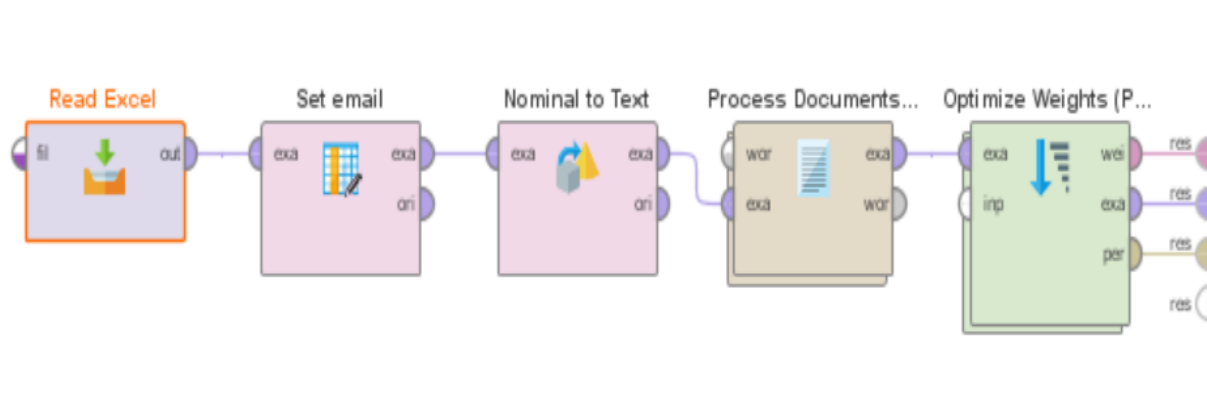 Read Excel
Set email
Nominal to Text
Process Documents...
Optimize Weights (P...
fil
out
exa
exa
ori
exa
exa
ori
wor
exa
exa
wor
exa
inp
wei
exa
per
res
res
res
res